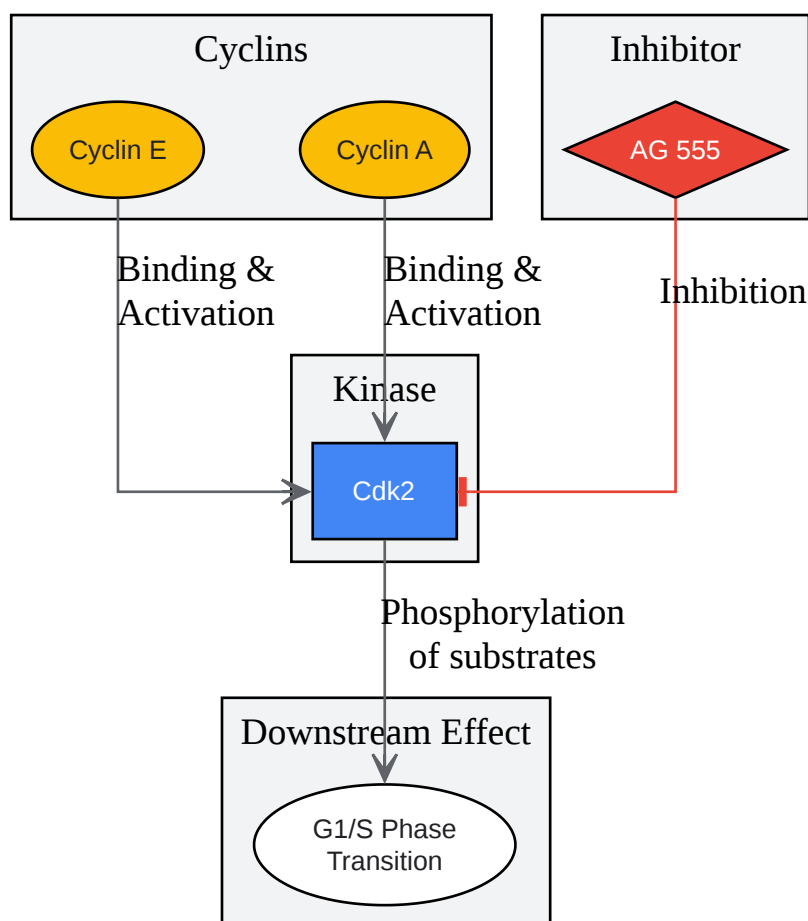 Cyclins
Inhibitor
Cyclin E
Cyclin A
AG 555
Binding &
Activation
Binding &
Activation
Inhibition
Kinase
Cdk2
Phosphorylation
of substrates
Downstream Effect
G1/S Phase
Transition